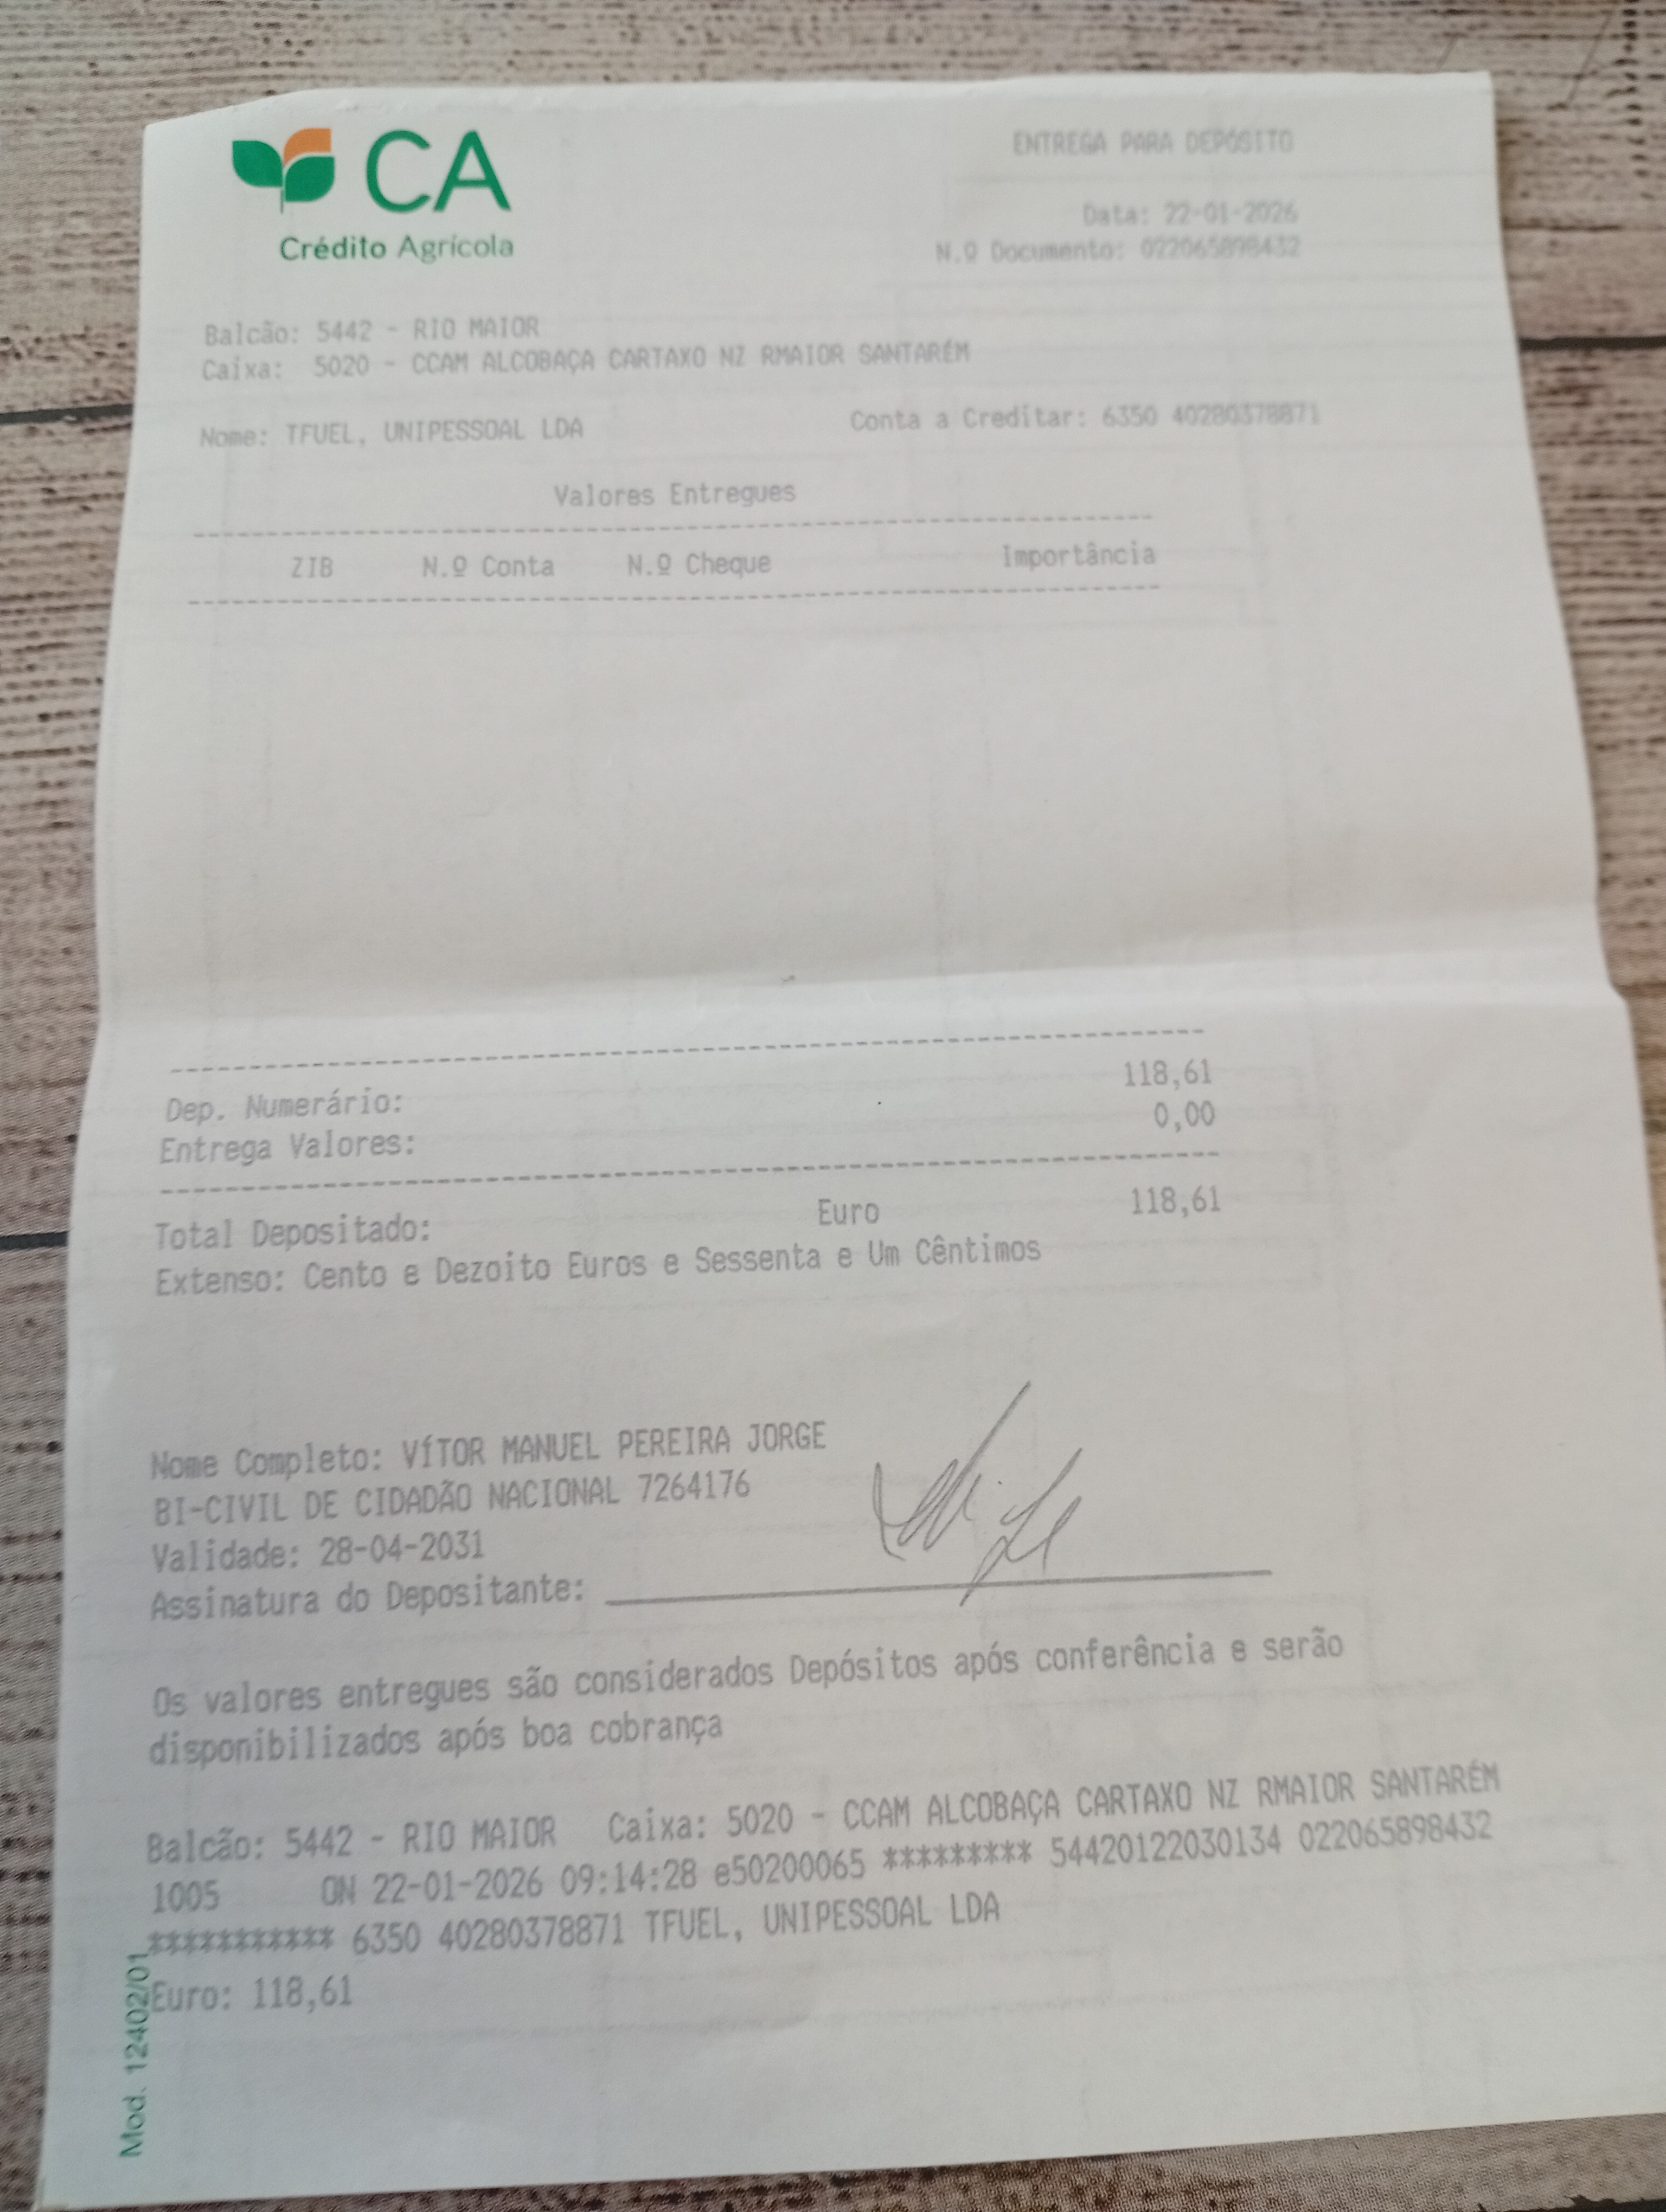 CA
Crédito Agrícola
ENTREGA PARA DEPÓSITO
Data: 22-01-2026
N.º Documento: 022065898432
Balcão: 5442 - RIO MAIOR
Caixa: 5020 - CCAM ALCOBAÇA CARTAXO NZ RMAIOR SANTARÉM
Nome: TFUEL, UNIPESSOAL LDA Conta a Creditar: 6350 40280378871
Valores Entregues
ZIB N.º Conta N.º Cheque Importância
Dep. Numerário: 118,61
Entrega Valores: 0,00
Total Depositado: Euro 118,61
Extenso: Cento e Dezoito Euros e Sessenta e Um Cêntimos
Nome Completo: VÍTOR MANUEL PEREIRA JORGE
BI-CIVIL DE CIDADÃO NACIONAL 7264176
Validade: 28-04-2031
Assinatura do Depositante:
Os valores entregues são considerados Depósitos após conferência e serão
disponibilizados após boa cobrança
Balcão: 5442 - RIO MAIOR Caixa: 5020 - CCAM ALCOBAÇA CARTAXO NZ RMAIOR SANTARÉM
1005 ON 22-01-2026 09:14:28 e50200065 ********* 54420122030134 022065898432
*********** 6350 40280378871 TFUEL, UNIPESSOAL LDA
Euro: 118,61
Mod. 12402/01